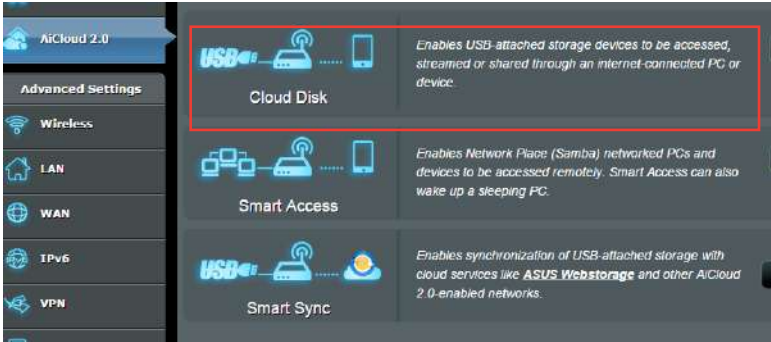 AiCloud 2.0
Advanced Settings
Wireless
LAN
WAN
IPv6
VPN
USB
Cloud Disk
Enables USB-attached storage devices to be accessed,
streamed or shared through an internet-connected PC or
device.
Smart Access
Enables Network Place (Samba) networked PCs and
devices to be accessed remotely. Smart Access can also
wake up a sleeping PC.
USB
Smart Sync
Enables synchronization of USB-attached storage with
cloud services like ASUS Webstorage and other AiCloud
2.0-enabled networks.